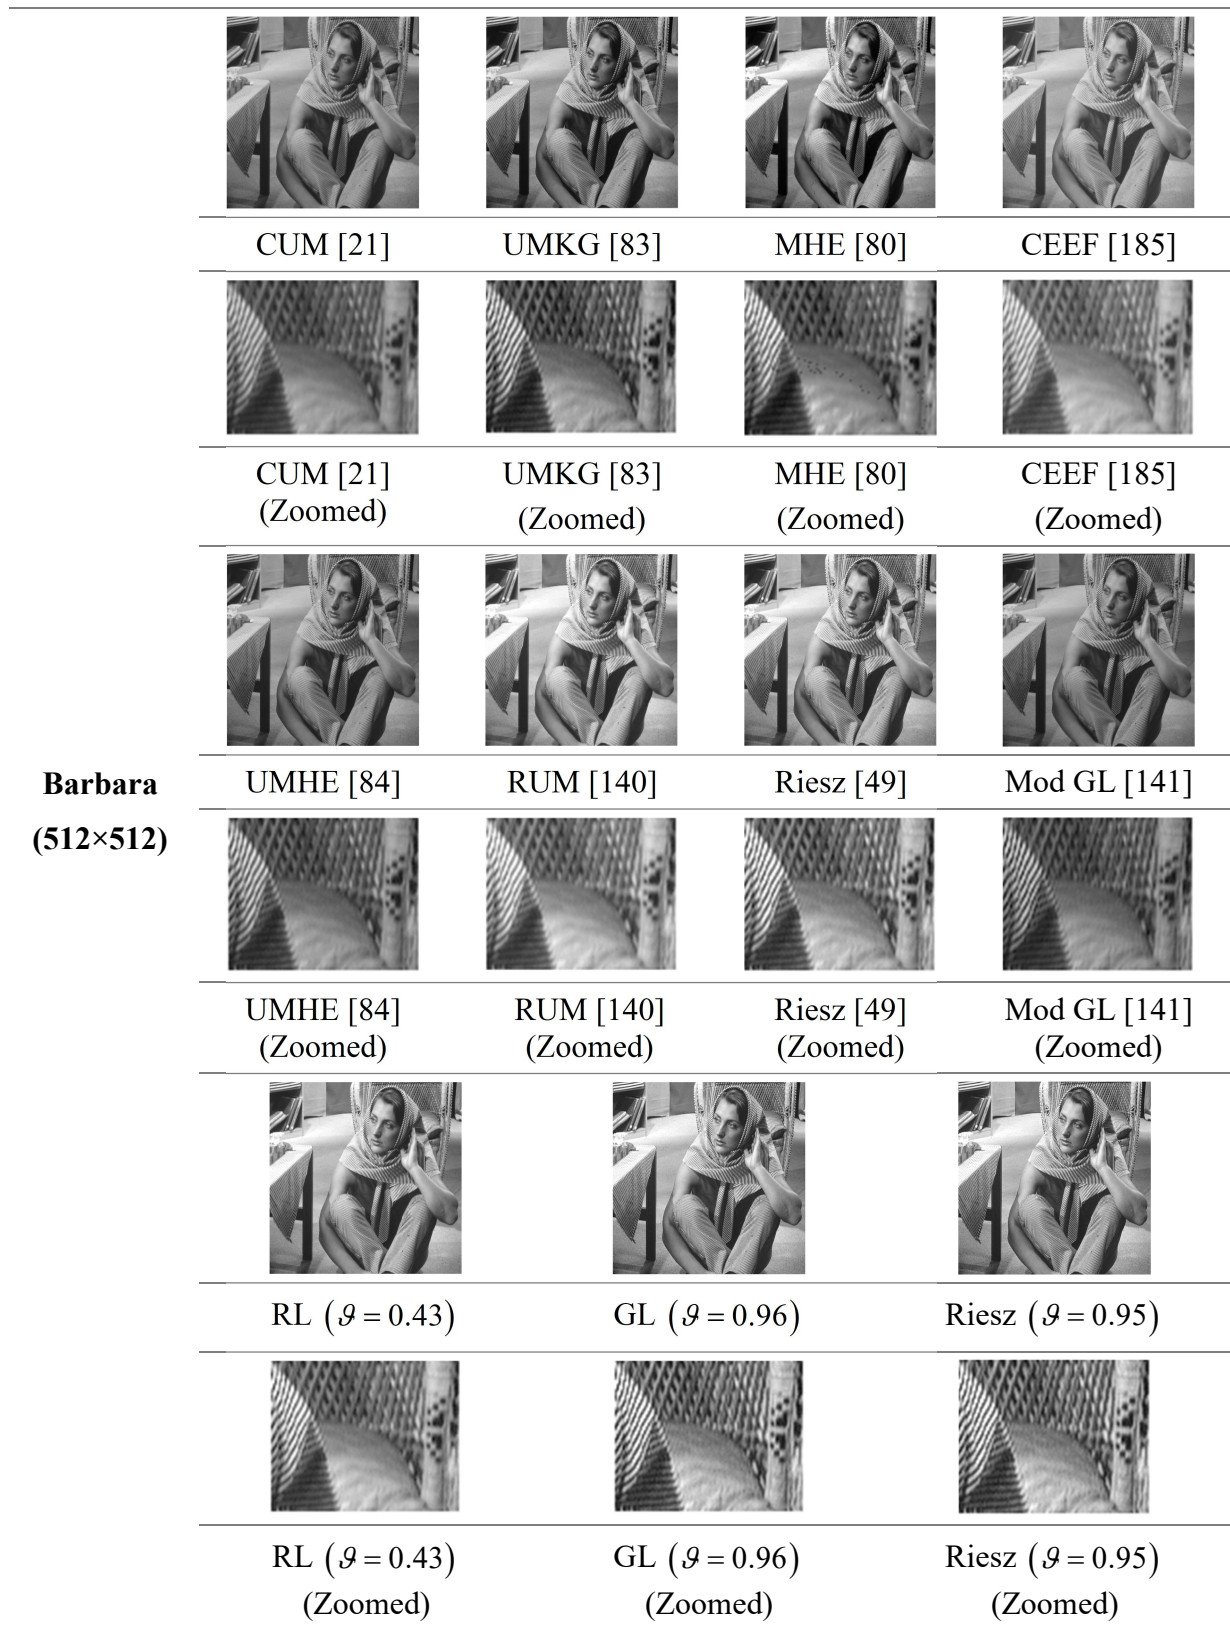 CUM [21] UMKG [83] MHE [80] CEEF [185]
CUM [21] UMKG [83] MHE [80] CEEF [185]
(Zoomed) (Zoomed) (Zoomed) (Zoomed)
Barbara
(512×512)
UMHE [84] RUM [140] Riesz [49] Mod GL [141]
UMHE [84] RUM [140] Riesz [49] Mod GL [141]
(Zoomed) (Zoomed) (Zoomed) (Zoomed)
RL (ϑ = 0.43) GL (ϑ = 0.96) Riesz (ϑ = 0.95)
RL (ϑ = 0.43) GL (ϑ = 0.96) Riesz (ϑ = 0.95)
(Zoomed) (Zoomed) (Zoomed)